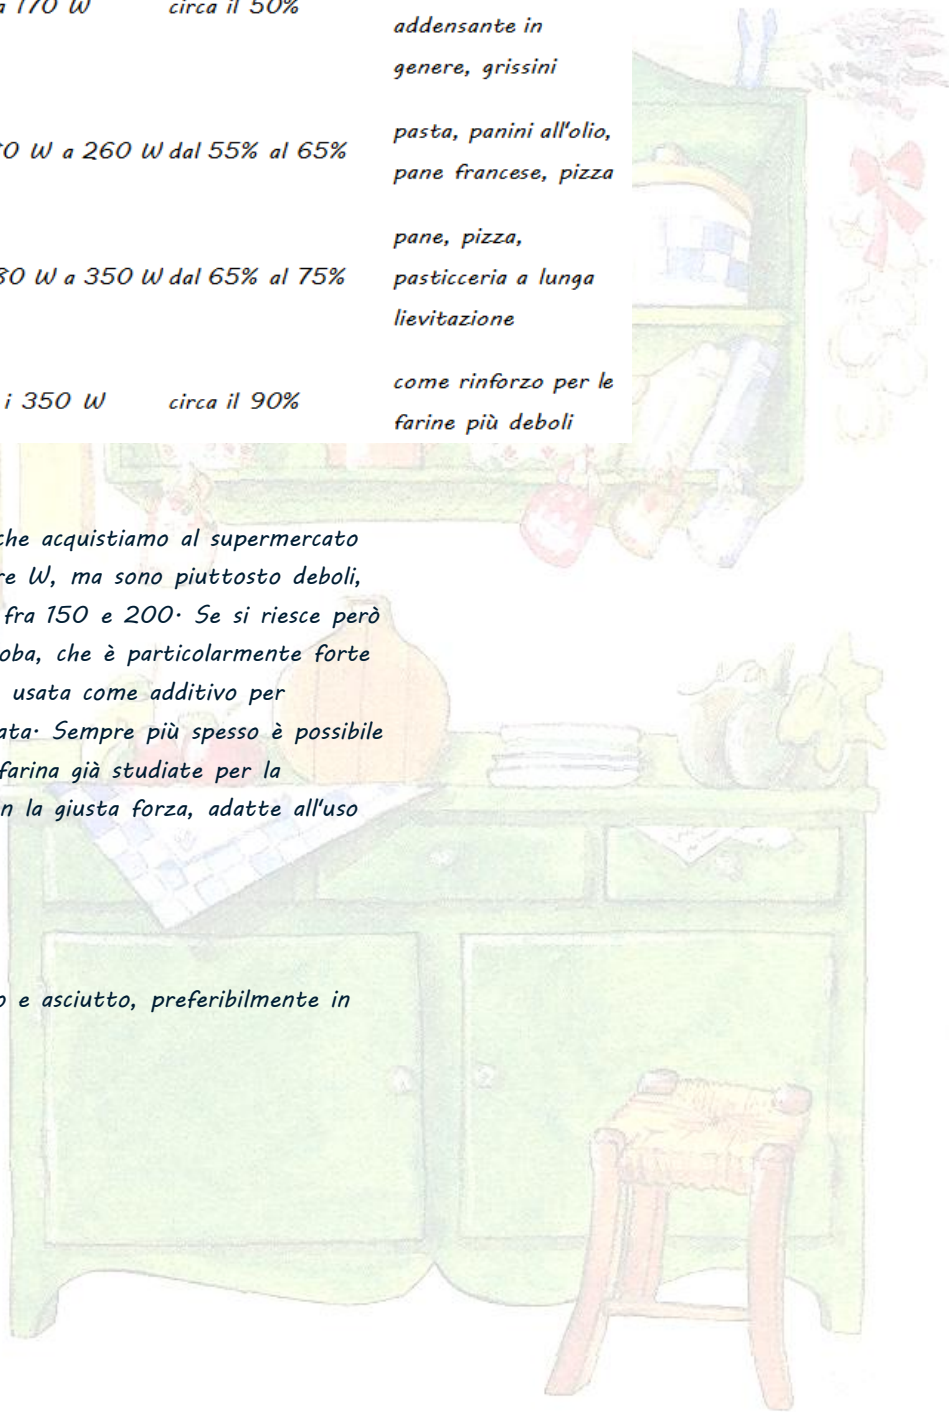 a 170 W circa il 50%
addensante in
genere, grissini
pasta, panini all'olio,
0 W a 260 W dal 55% al 65%
pane francese, pizza
pane, pizza,
80 W a 350 W dal 65% al 75% pasticceria a lunga
lievitazione
come rinforzo per le
i 350 W circa il 90%
farine più deboli
che acquistiamo al supermercato
re W, ma sono piuttosto deboli,
fra 150 e 200· Se si riesce però
oba, che è particolarmente forte
usata come additivo per
ata· Sempre più spesso è possibile
farina già studiate per la
n la giusta forza, adatte all'uso
o e asciutto, preferibilmente in